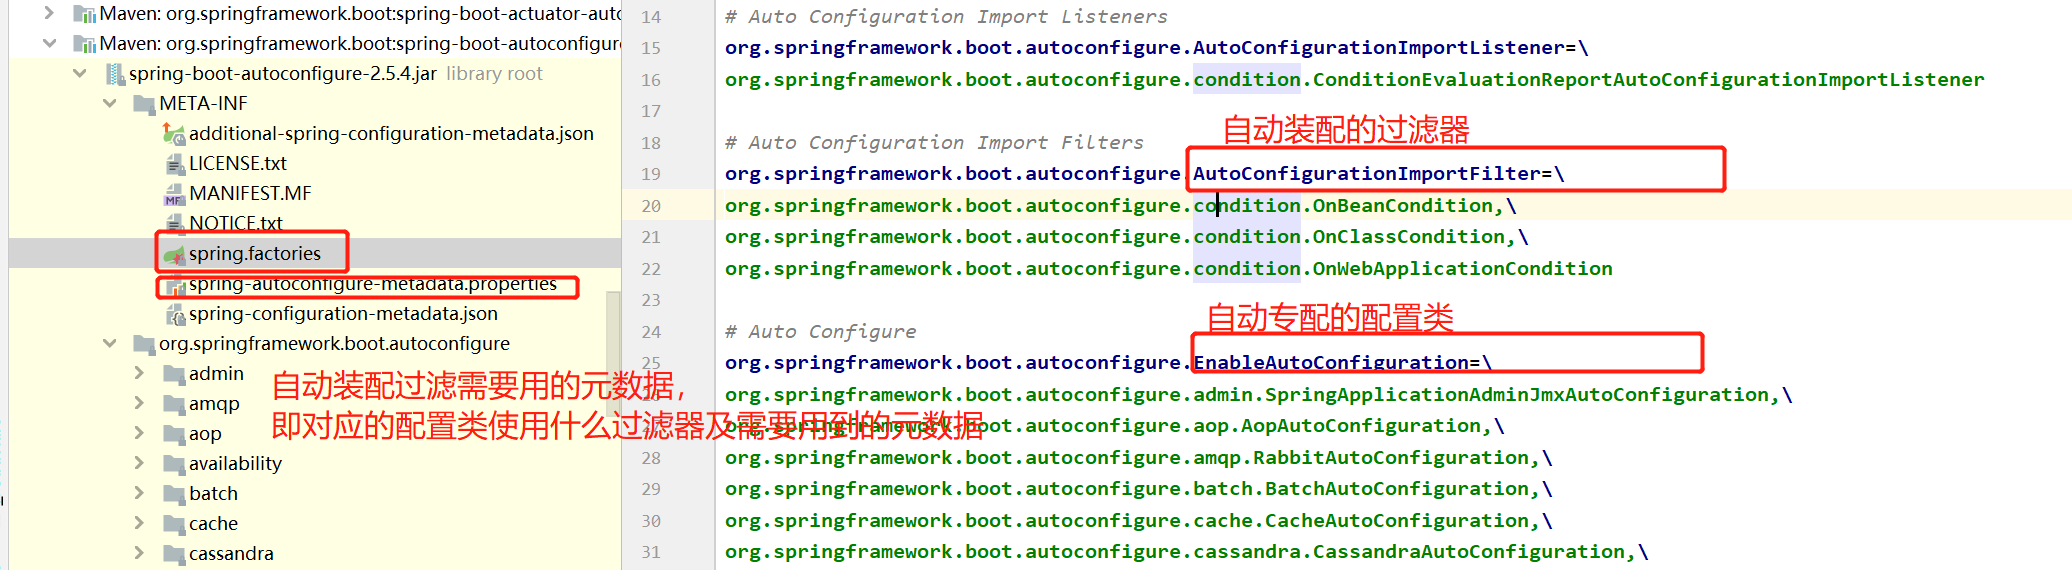 Maven: org.springframework.boot:spring-boot-actuator-auto
Maven: org.springframework.boot:spring-boot-autoconfigure
spring-boot-autoconfigure-2.5.4.jar library root
META-INF
additional-spring-configuration-metadata.json
LICENSE.txt
MANIFEST.MF
NOTICE.txt
spring.factories
spring-autoconfigure-metadata.properties
spring-configuration-metadata.json
org.springframework.boot.autoconfigure
admin
amqp
aop
availability
batch
cache
cassandra
自动装配过滤需要用的元数据,
即对应的配置类使用什么过滤器及需要用到的元数据
14 # Auto Configuration Import Listeners
15 org.springframework.boot.autoconfigure.AutoConfigurationImportListener=\
16 org.springframework.boot.autoconfigure.condition.ConditionEvaluationReportAutoConfigurationImportListener
17
自动装配的过滤器
18 # Auto Configuration Import Filters
19 org.springframework.boot.autoconfigure.AutoConfigurationImportFilter=\
20 org.springframework.boot.autoconfigure.condition.OnBeanCondition,\
21 org.springframework.boot.autoconfigure.condition.OnClassCondition,\
22 org.springframework.boot.autoconfigure.condition.OnWebApplicationCondition
23
自动专配的配置类
24 # Auto Configure
25 org.springframework.boot.autoconfigure.EnableAutoConfiguration=\
org.springframework.boot.autoconfigure.admin.SpringApplicationAdminJmxAutoConfiguration,\
org.springframework.boot.autoconfigure.aop.AopAutoConfiguration,\
28 org.springframework.boot.autoconfigure.amqp.RabbitAutoConfiguration,\
29 org.springframework.boot.autoconfigure.batch.BatchAutoConfiguration,\
30 org.springframework.boot.autoconfigure.cache.CacheAutoConfiguration,\
31 org.springframework.boot.autoconfigure.cassandra.CassandraAutoConfiguration,\